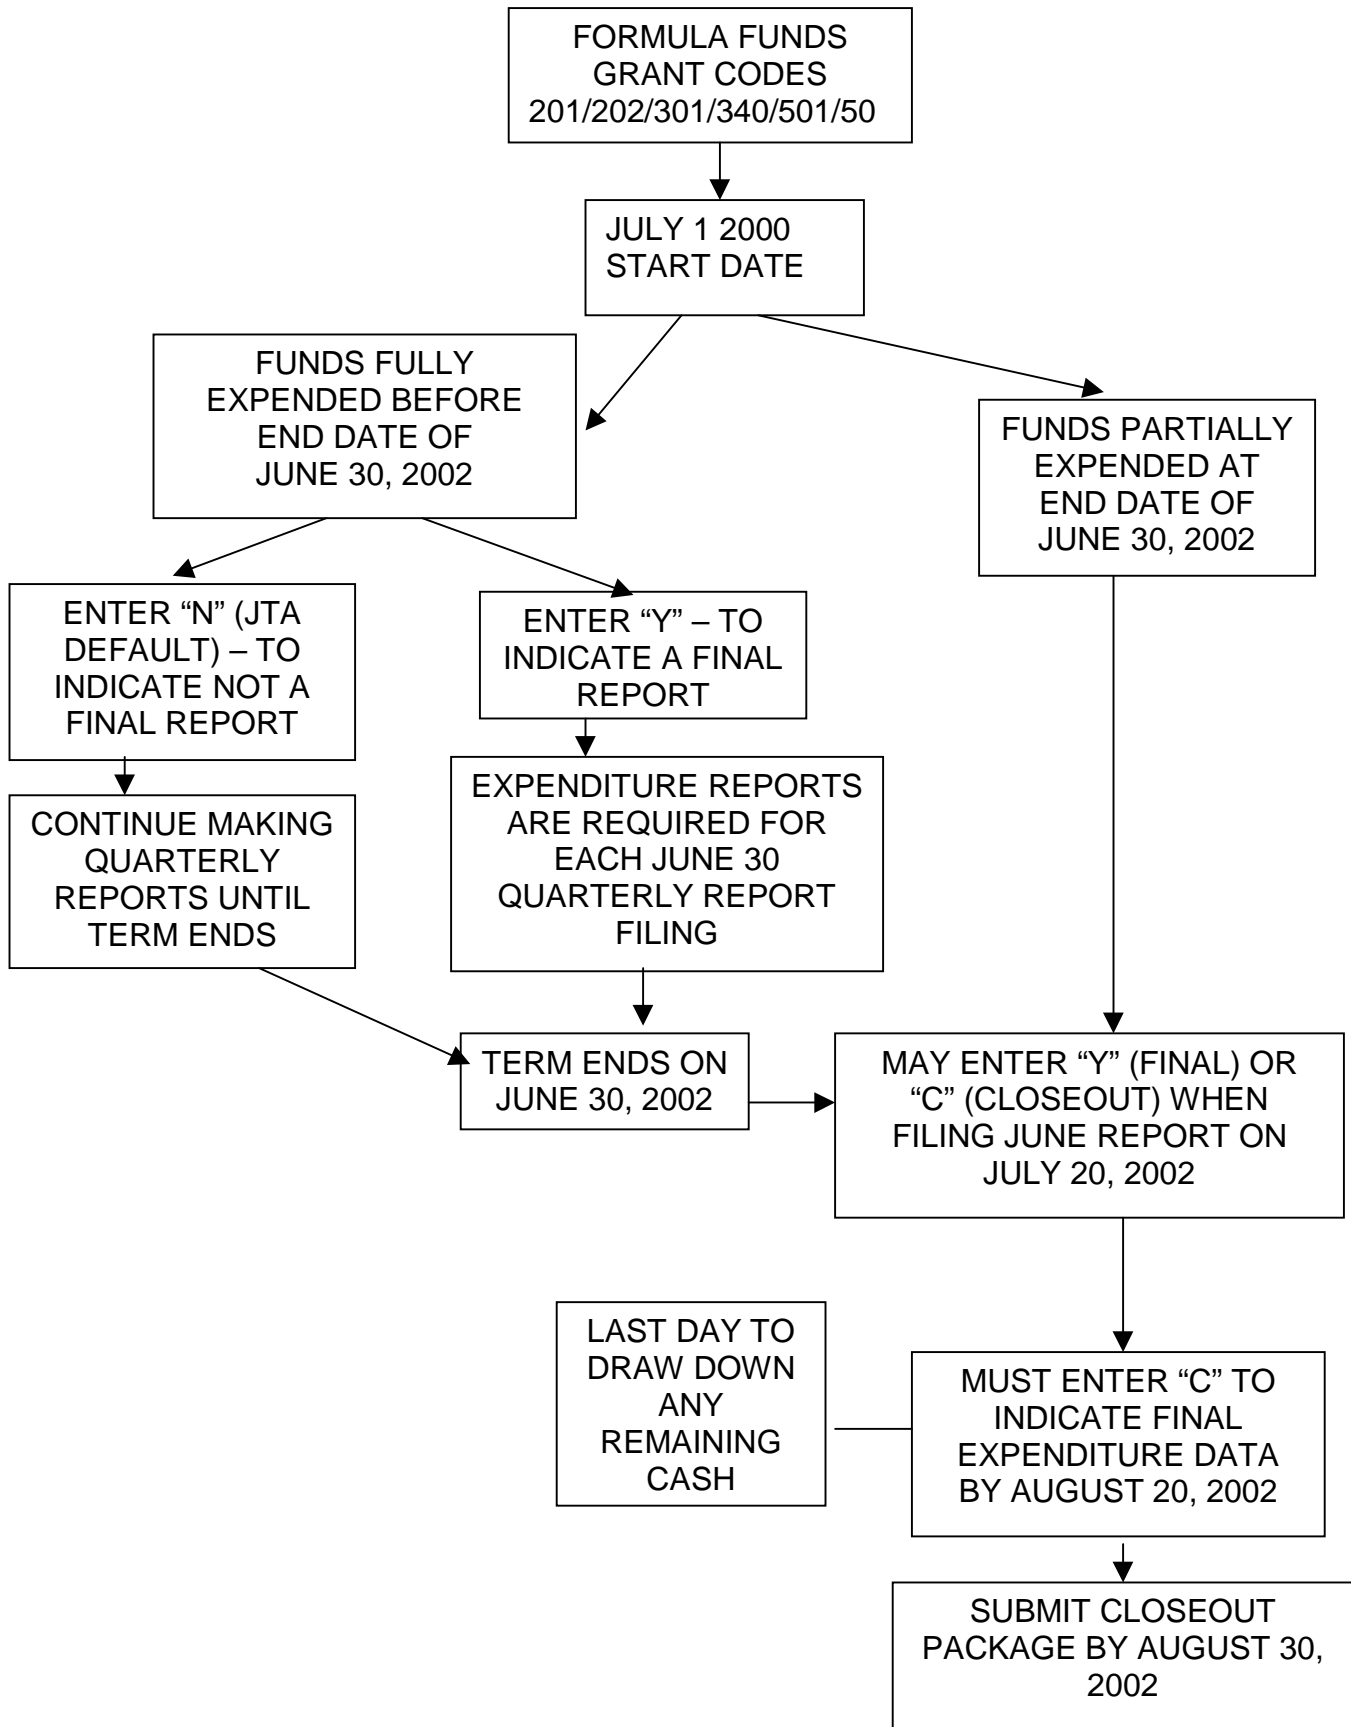 FORMULA FUNDS
GRANT CODES
201/202/301/340/501/50
JULY 1 2000
START DATE
FUNDS FULLY
EXPENDED BEFORE
END DATE OF
JUNE 30, 2002
FUNDS PARTIALLY
EXPENDED AT
END DATE OF
JUNE 30, 2002
ENTER “N” (JTA
DEFAULT) – TO
INDICATE NOT A
FINAL REPORT
ENTER “Y” – TO
INDICATE A FINAL
REPORT
CONTINUE MAKING
QUARTERLY
REPORTS UNTIL
TERM ENDS
EXPENDITURE REPORTS
ARE REQUIRED FOR
EACH JUNE 30
QUARTERLY REPORT
FILING
TERM ENDS ON
JUNE 30, 2002
MAY ENTER “Y” (FINAL) OR
“C” (CLOSEOUT) WHEN
FILING JUNE REPORT ON
JULY 20, 2002
LAST DAY TO
DRAW DOWN
ANY
REMAINING
CASH
MUST ENTER “C” TO
INDICATE FINAL
EXPENDITURE DATA
BY AUGUST 20, 2002
SUBMIT CLOSEOUT
PACKAGE BY AUGUST 30,
2002